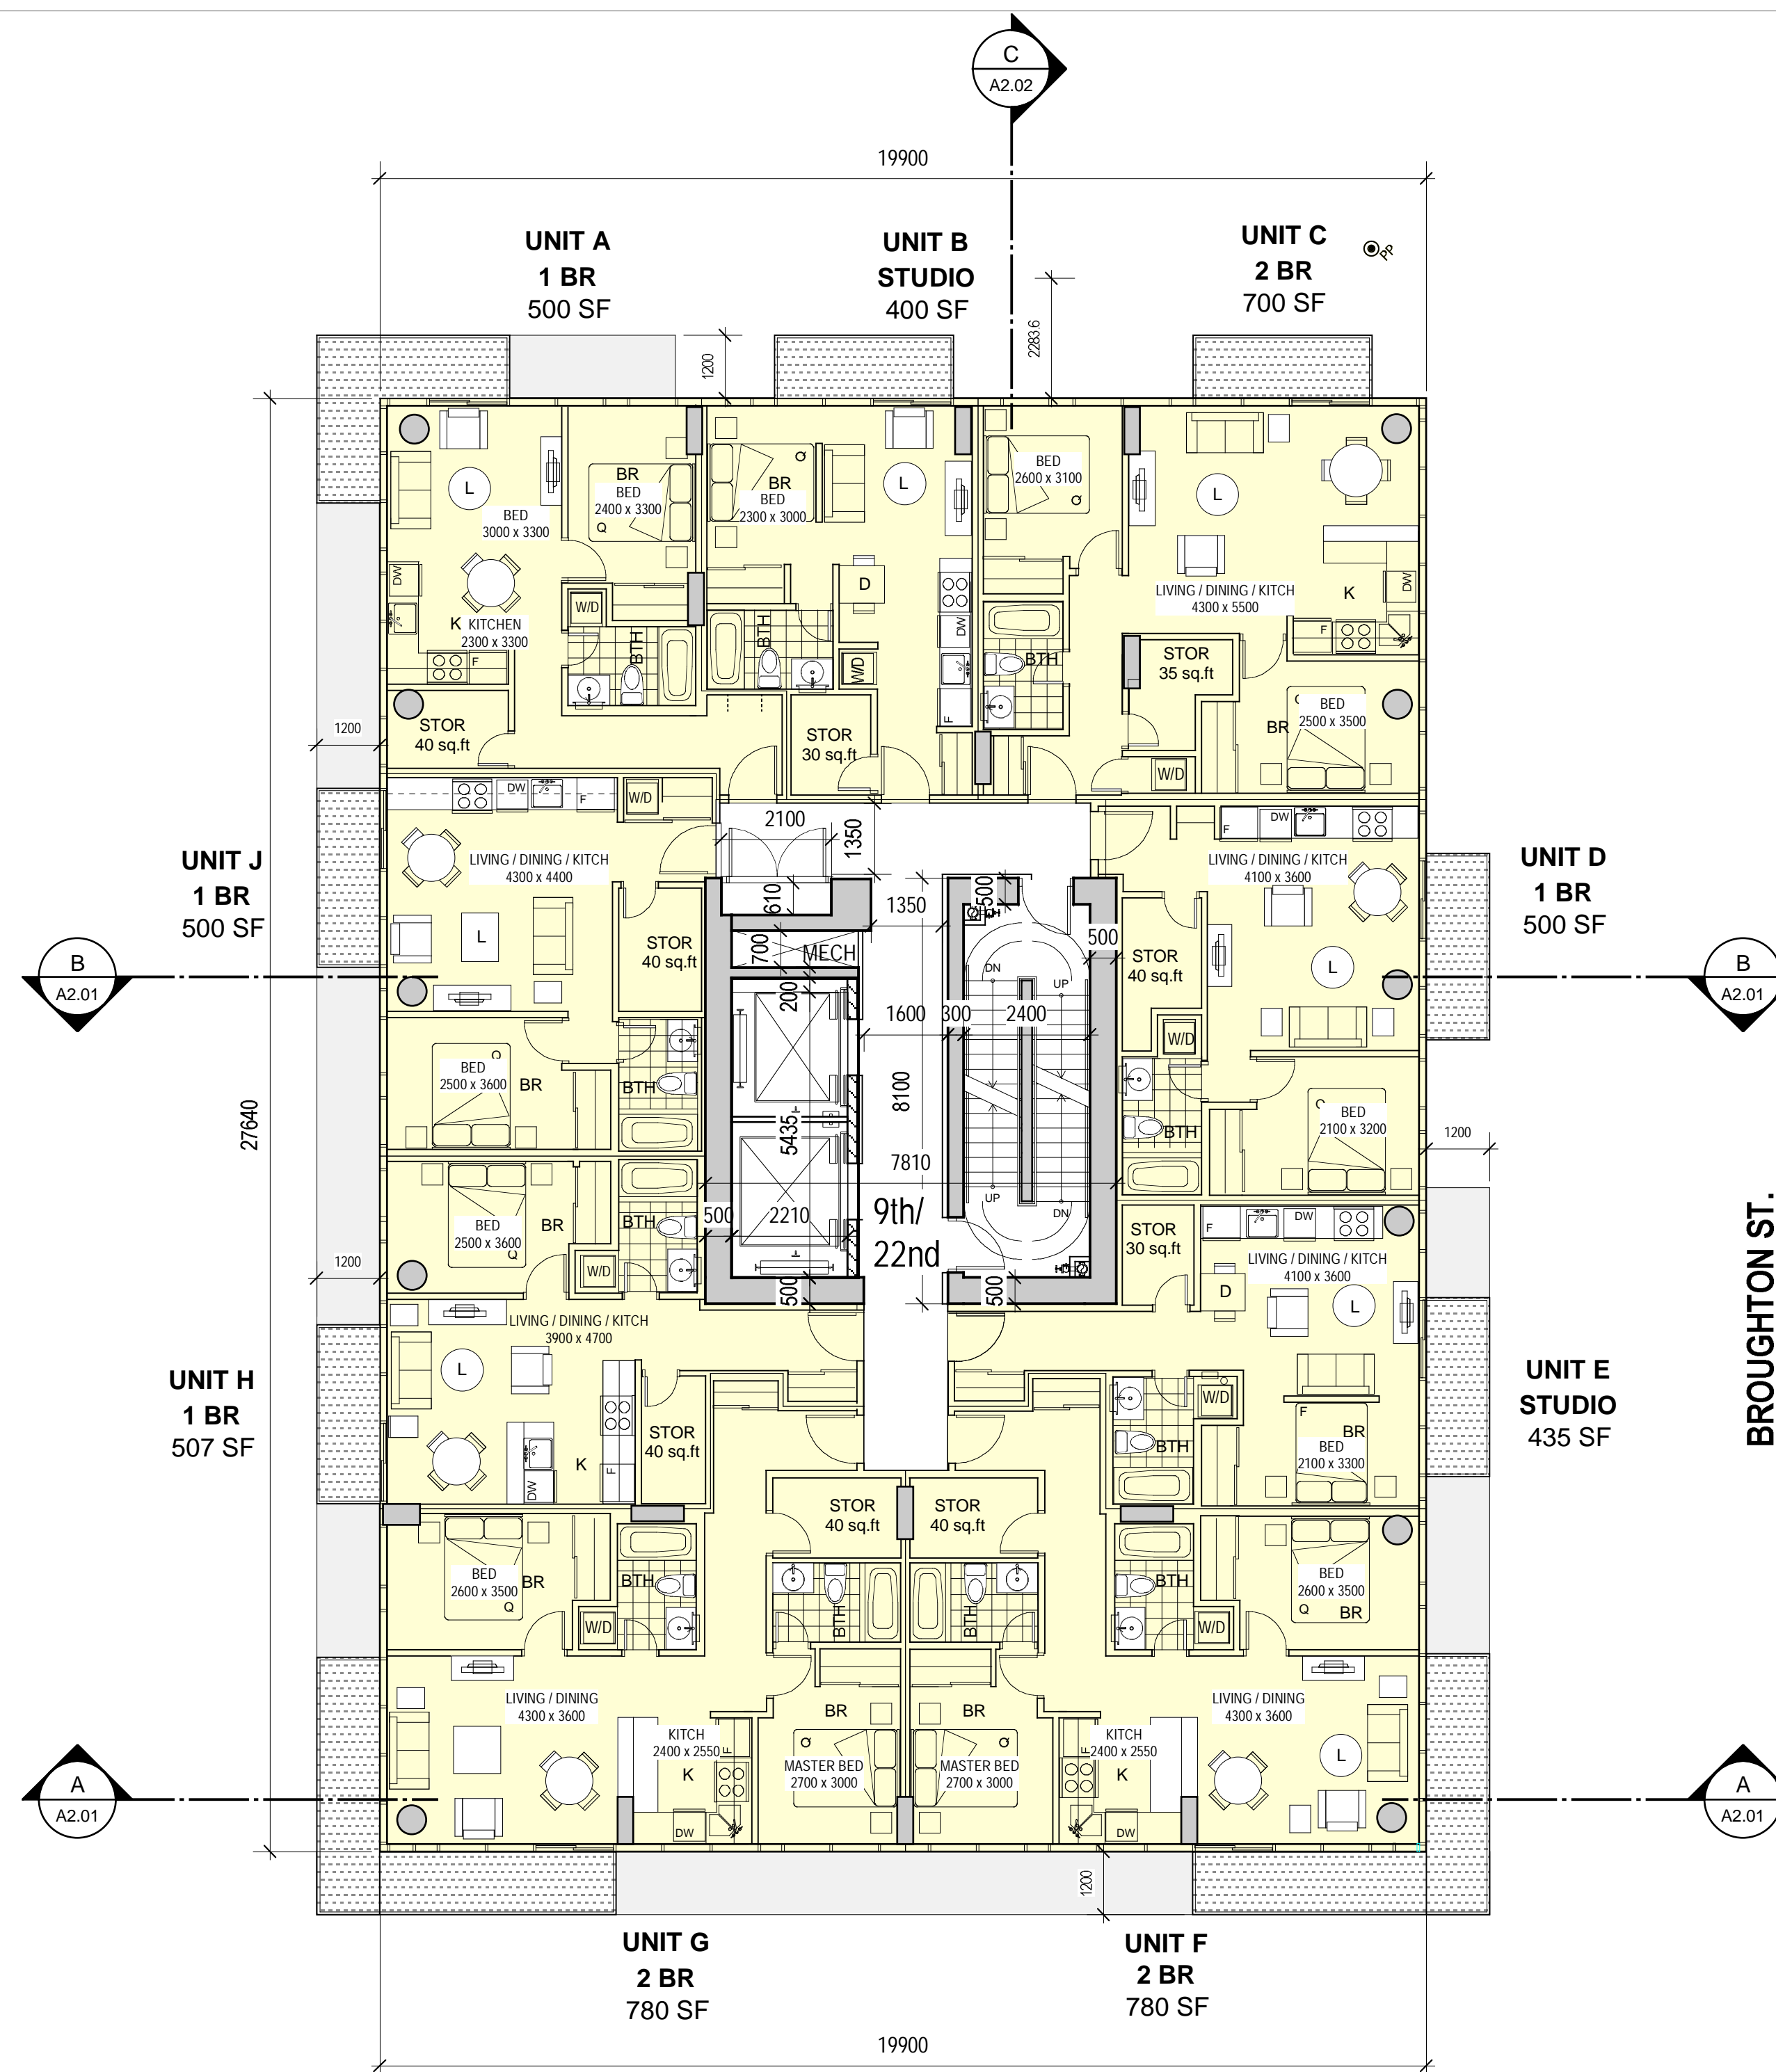 C
A2.02
19900
UNIT A
1 BR
500 SF
UNIT B
STUDIO
400 SF
UNIT C
2 BR
700 SF
PP
1200
2283.6
L
BED
3000 x 3300
BR
BED
2400 x 3300
Q
BR
BED
2300 x 3000
Q
L
BED
2600 x 3100
Q
L
DW
K
KITCHEN
2300 x 3300
F
W/D
BTH
BTH
D
W/D
DW
F
BTH
LIVING / DINING / KITCH
4300 x 5500
K
DW
F
STOR
35 sq.ft
BR
BED
2500 x 3500
W/D
STOR
40 sq.ft
STOR
30 sq.ft
1200
DW
F
W/D
2100
1350
F
DW
UNIT J
1 BR
500 SF
LIVING / DINING / KITCH
4300 x 4400
L
STOR
40 sq.ft
610
1350
500
500
LIVING / DINING / KITCH
4100 x 3600
L
STOR
40 sq.ft
UNIT D
1 BR
500 SF
B
A2.01
B
A2.01
700
MECH
200
DN
UP
1600
300
2400
W/D
BED
2500 x 3600
Q
BR
BTH
8100
5435
BTH
Q
BED
2100 x 3200
1200
27640
7810
500
2210
9th/
22nd
UP
DN
500
500
BED
2500 x 3600
Q
BR
BTH
W/D
1200
STOR
30 sq.ft
F
DW
LIVING / DINING / KITCH
4100 x 3600
D
L
BROUGHTON ST.
UNIT H
1 BR
507 SF
LIVING / DINING / KITCH
3900 x 4700
L
K
DW
F
STOR
40 sq.ft
W/D
BTH
F
BR
BED
2100 x 3300
UNIT E
STUDIO
435 SF
STOR
40 sq.ft
STOR
40 sq.ft
BED
2600 x 3500
BR
Q
BTH
W/D
BTH
BTH
BTH
W/D
BED
2600 x 3500
Q
BR
LIVING / DINING
4300 x 3600
KITCH
2400 x 2550
F
K
DW
BR
Q
MASTER BED
2700 x 3000
BR
Q
MASTER BED
2700 x 3000
KITCH
2400 x 2550
F
K
DW
LIVING / DINING
4300 x 3600
L
A
A2.01
A
A2.01
1200
UNIT G
2 BR
780 SF
UNIT F
2 BR
780 SF
19900